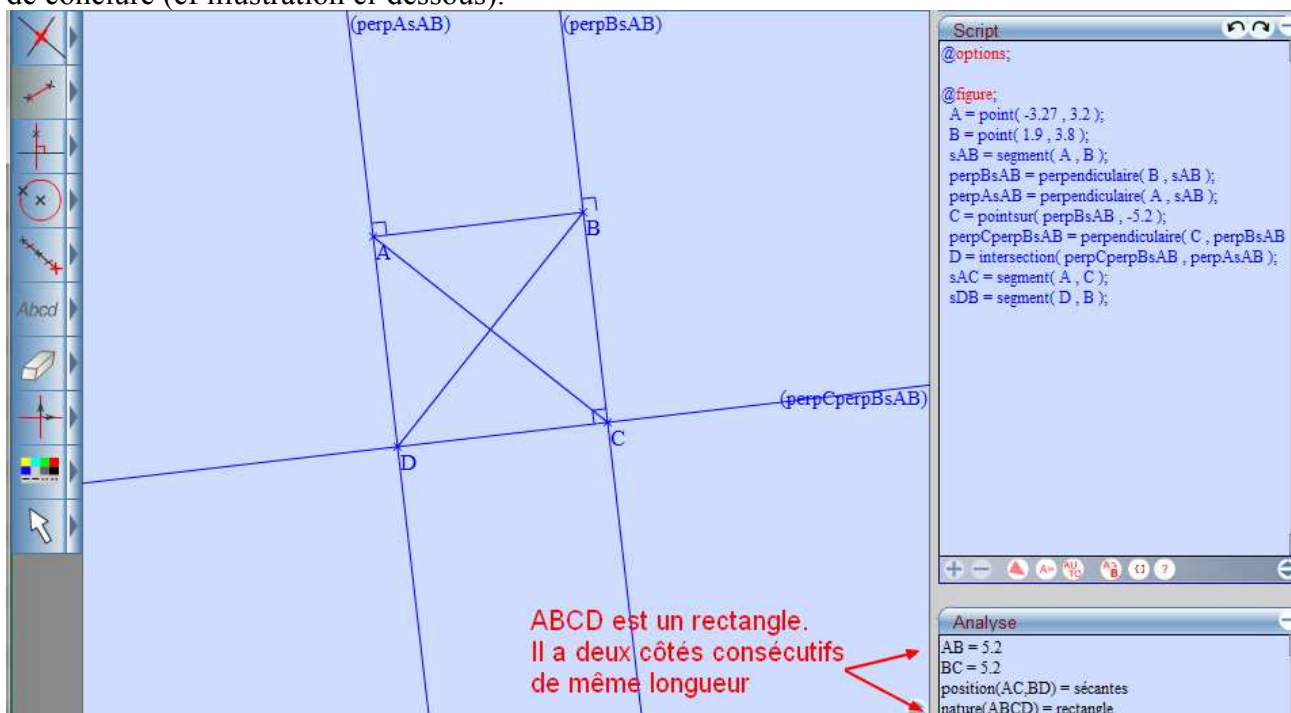 de conclure (cf illustration ci-dessous).
(perpAsAB)
(perpBsAB)
A
B
(perpCperpBsAB)
C
D
Abcd
ABCD est un rectangle.
Il a deux côtés consécutifs
de même longueur
Script
@options;
@figure;
A = point( -3.27 , 3.2 );
B = point( 1.9 , 3.8 );
sAB = segment( A , B );
perpBsAB = perpendiculaire( B , sAB );
perpAsAB = perpendiculaire( A , sAB );
C = pointsur( perpBsAB , -5.2 );
perpCperpBsAB = perpendiculaire( C , perpBsAB
D = intersection( perpCperpBsAB , perpAsAB );
sAC = segment( A , C );
sDB = segment( D , B );
Analyse
AB = 5.2
BC = 5.2
position(AC,BD) = sécantes
nature(ABCD) = rectangle